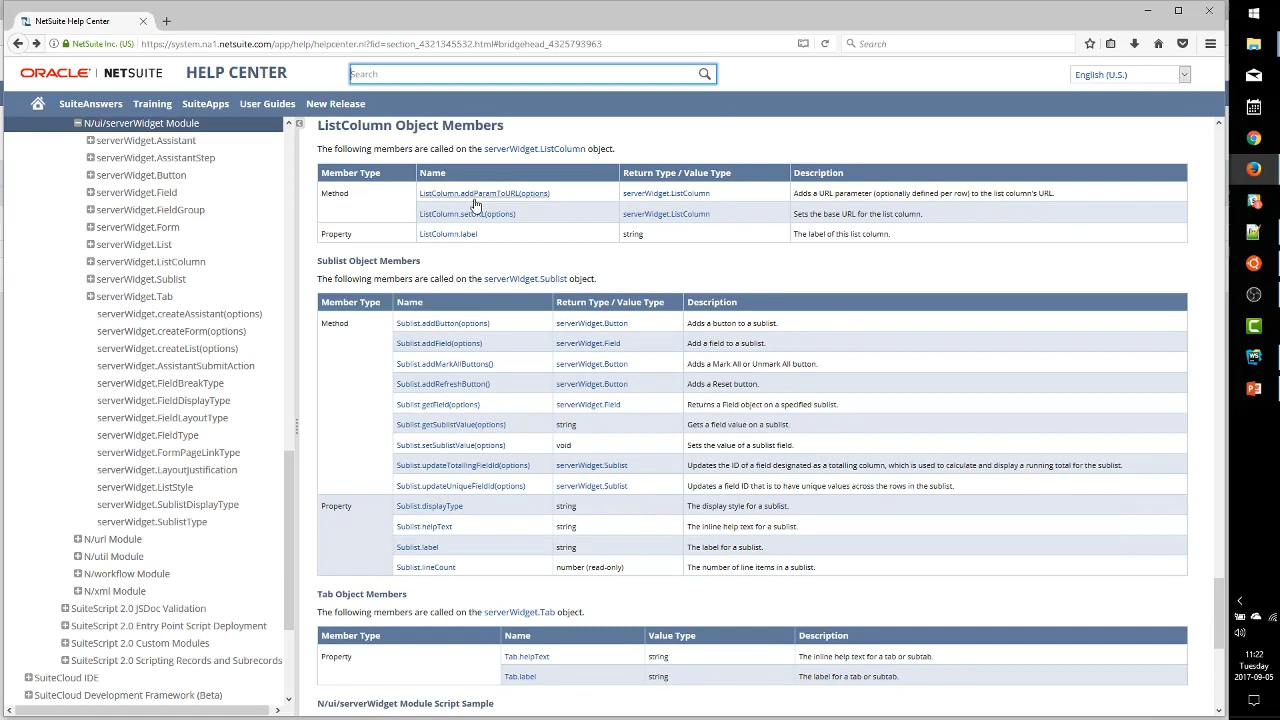 NetSuite Help Center
NetSuite Inc. (US)
https://system.na1.netsuite.com/app/help/helpcenter.nl?fid=section_4321345532.html#bridgehead_4325793963
Search
ORACLE | NETSUITE HELP CENTER
Search
English (U.S.)
SuiteAnswers Training SuiteApps User Guides New Release
N/ui/serverWidget Module
serverWidget.Assistant
serverWidget.AssistantStep
serverWidget.Button
serverWidget.Field
serverWidget.FieldGroup
serverWidget.Form
serverWidget.List
serverWidget.ListColumn
serverWidget.Sublist
serverWidget.Tab
serverWidget.createAssistant(options)
serverWidget.createForm(options)
serverWidget.createList(options)
serverWidget.AssistantSubmitAction
serverWidget.FieldBreakType
serverWidget.FieldDisplayType
serverWidget.FieldLayoutType
serverWidget.FieldType
serverWidget.FormPageLinkType
serverWidget.LayoutJustification
serverWidget.ListStyle
serverWidget.SublistDisplayType
serverWidget.SublistType
N/url Module
N/util Module
N/workflow Module
N/xml Module
SuiteScript 2.0 JSDoc Validation
SuiteScript 2.0 Entry Point Script Deployment
SuiteScript 2.0 Custom Modules
SuiteScript 2.0 Scripting Records and Subrecords
SuiteCloud IDE
SuiteCloud Development Framework (Beta)
ListColumn Object Members
The following members are called on the serverWidget.ListColumn object.
Member Type Name Return Type / Value Type Description
Method ListColumn.addParamToURL(options) serverWidget.ListColumn Adds a URL parameter (optionally defined per row) to the list column's URL.
ListColumn.setURL(options) serverWidget.ListColumn Sets the base URL for the list column.
Property ListColumn.label string The label of this list column.
Sublist Object Members
The following members are called on the serverWidget.Sublist object.
Member Type Name Return Type / Value Type Description
Method Sublist.addButton(options) serverWidget.Button Adds a button to a sublist.
Sublist.addField(options) serverWidget.Field Add a field to a sublist.
Sublist.addMarkAllButtons() serverWidget.Button Adds a Mark All or Unmark All button.
Sublist.addRefreshButton() serverWidget.Button Adds a Reset button.
Sublist.getField(options) serverWidget.Field Returns a Field object on a specified sublist.
Sublist.getSublistValue(options) string Gets a field value on a sublist.
Sublist.setSublistValue(options) void Sets the value of a sublist field.
Sublist.updateTotallingFieldId(options) serverWidget.Sublist Updates the ID of a field designated as a totalling column, which is used to calculate and display a running total for the sublist.
Sublist.updateUniqueFieldId(options) serverWidget.Sublist Updates a field ID that is to have unique values across the rows in the sublist.
Property Sublist.displayType string The display style for a sublist.
Sublist.helpText string The inline help text for a sublist.
Sublist.label string The label for a sublist.
Sublist.lineCount number (read-only) The number of line items in a sublist.
Tab Object Members
The following members are called on the serverWidget.Tab object.
Member Type Name Value Type Description
Property Tab.helpText string The inline help text for a tab or subtab.
Tab.label string The label for a tab or subtab.
N/ui/serverWidget Module Script Sample
11:22
Tuesday
2017-09-05